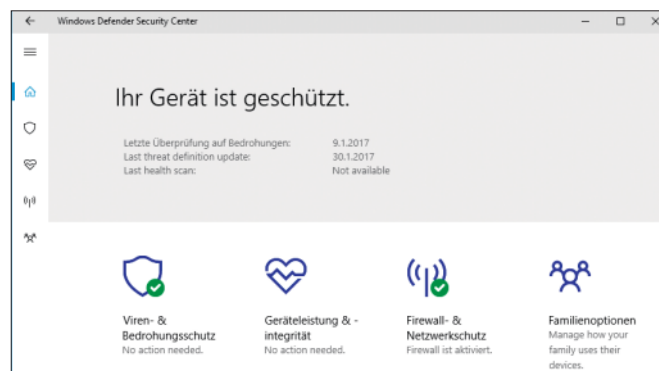 Windows Defender Security Center
Ihr Gerät ist geschützt.
Letzte Überprüfung auf Bedrohungen: 9.1.2017
Last threat definition update: 30.1.2017
Last health scan: Not available
Viren- &
Bedrohungsschutz
No action needed.
Geräteleistung & -
integrität
No action needed.
Firewall- &
Netzwerkschutz
Firewall ist aktiviert.
Familienoptionen
Manage how your
family uses their
devices.